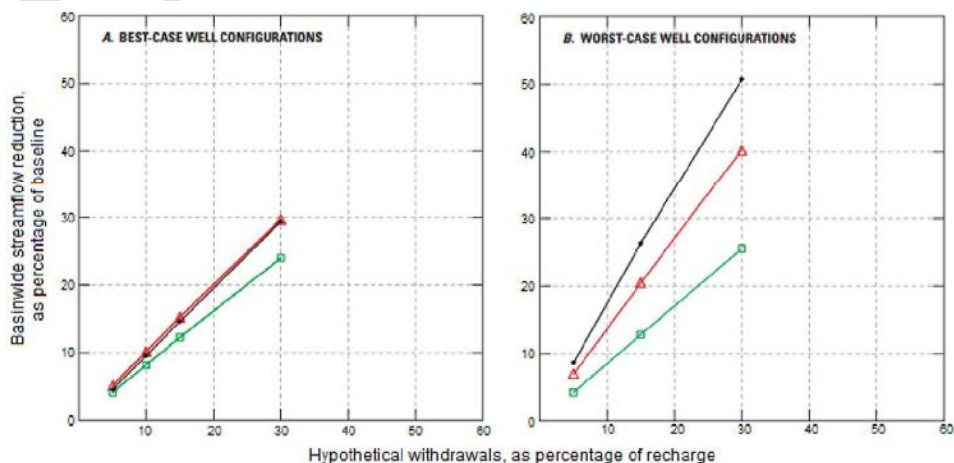 A. BEST-CASE WELL CONFIGURATIONS
B. WORST-CASE WELL CONFIGURATIONS
Basinwide streamflow reduction,
as percentage of baseline
60
50
40
30
20
10
0
10 20 30 40 50 60
60
50
40
30
20
10
0
10 20 30 40 50 60
Hypothetical withdrawals, as percentage of recharge